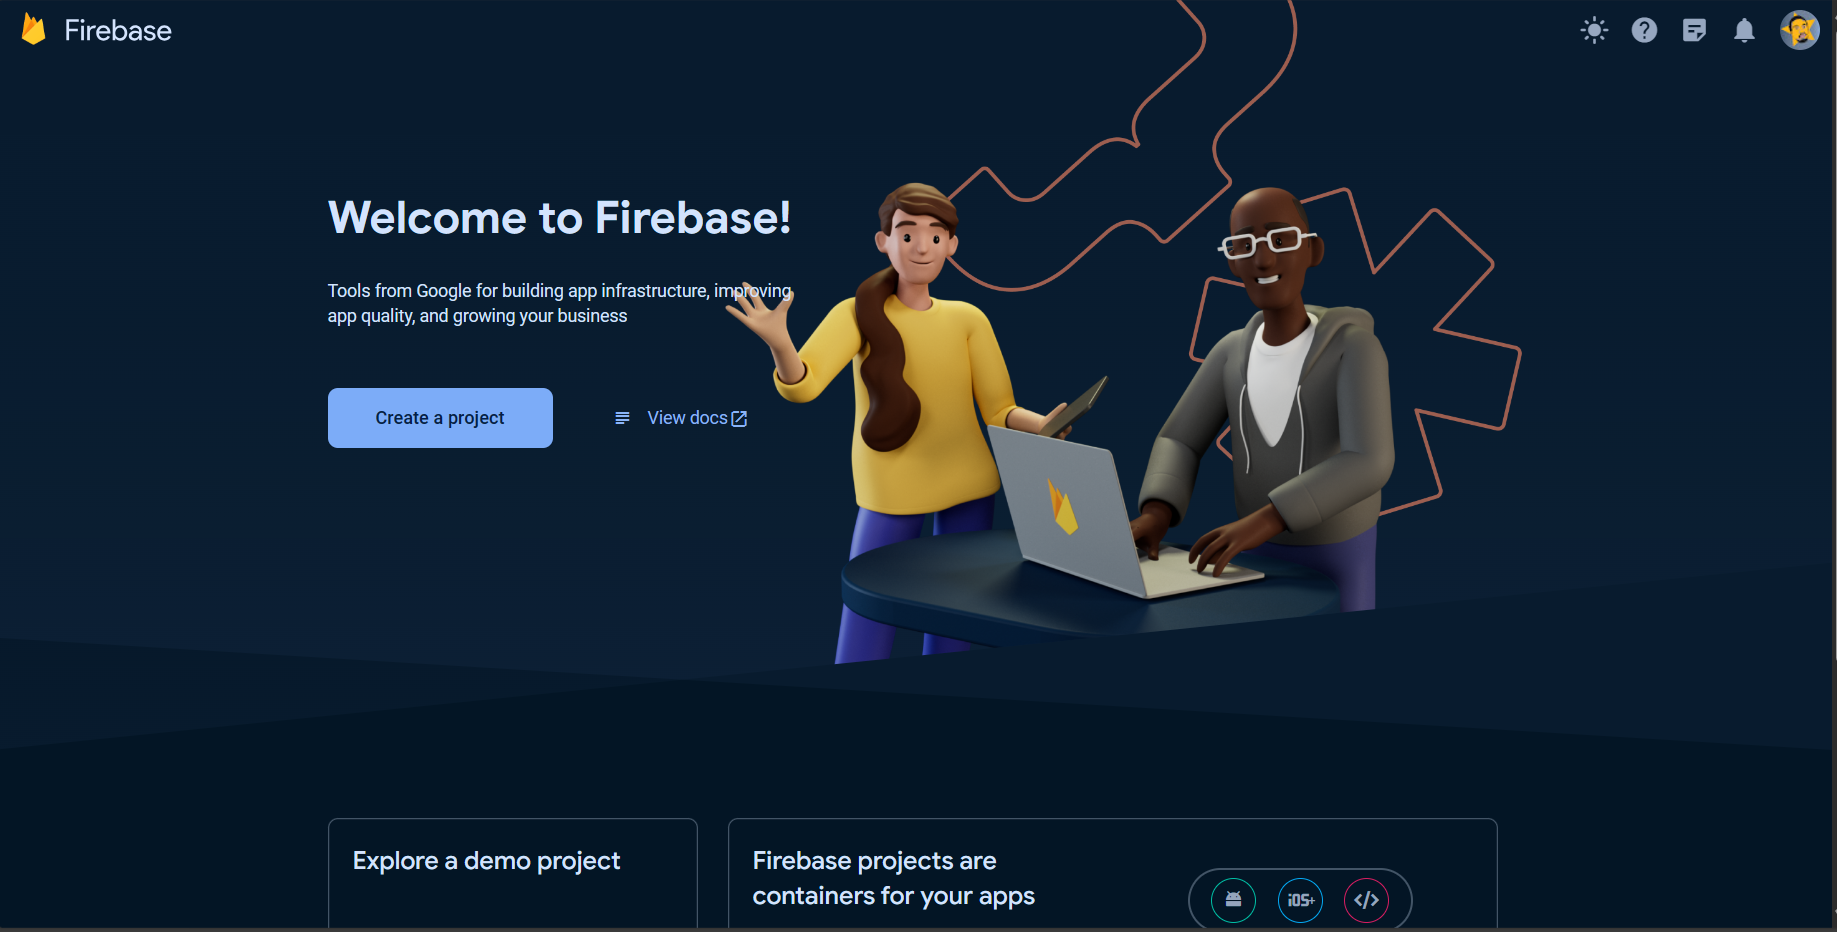 Firebase
Welcome to Firebase!
Tools from Google for building app infrastructure, improving
app quality, and growing your business
Create a project
View docs
Explore a demo project
Firebase projects are
containers for your apps
iOS+